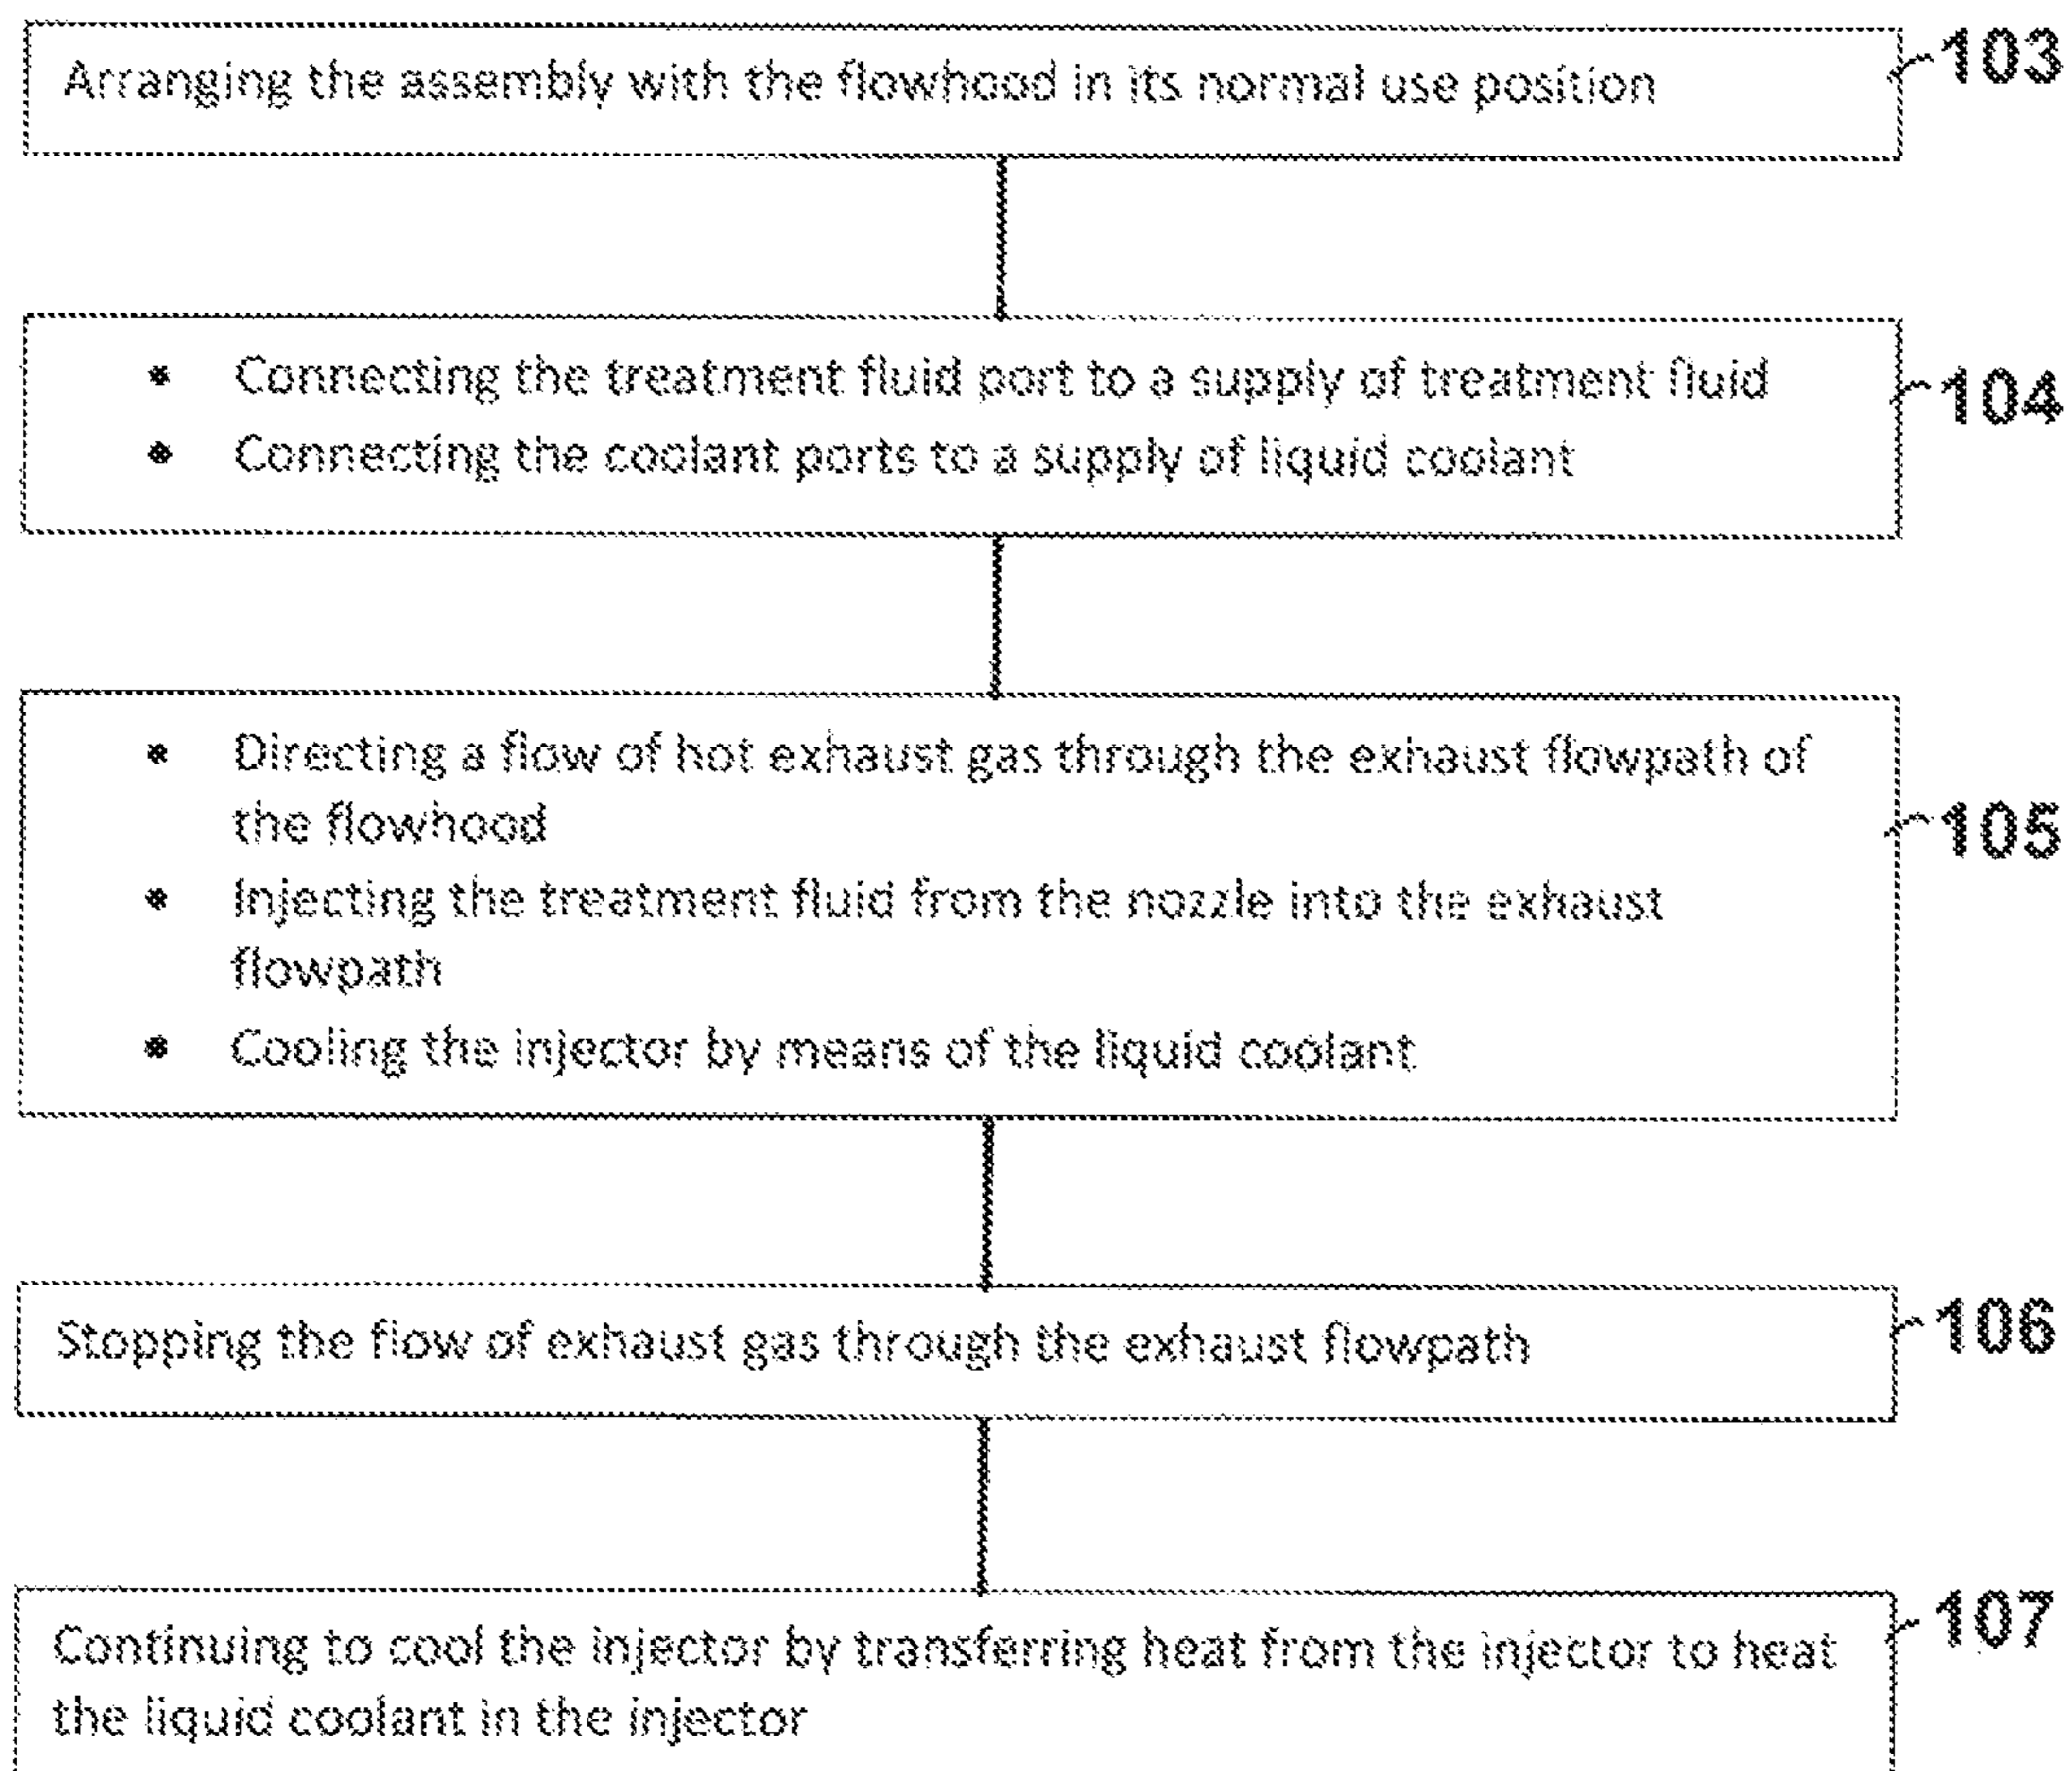 Arranging the assembly with the flowhood in its normal use position
103
• Connecting the treatment fluid port to a supply of treatment fluid
104
• Connecting the coolant ports to a supply of liquid coolant
• Directing a flow of hot exhaust gas through the exhaust flowpath of
the flowhood
105
• Injecting the treatment fluid from the nozzle into the exhaust
flowpath
• Cooling the injector by means of the liquid coolant
Stopping the flow of exhaust gas through the exhaust flowpath
106
Continuing to cool the injector by transferring heat from the injector to heat
107
the liquid coolant in the injector